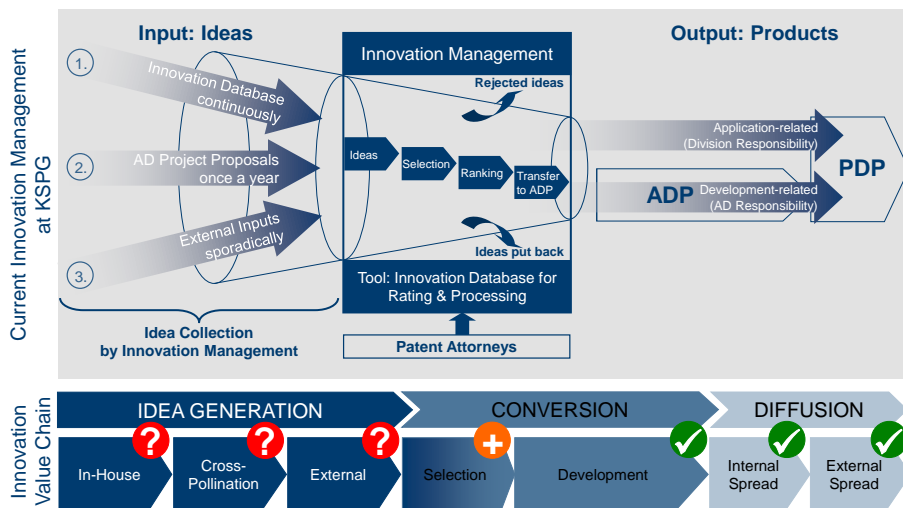 Current Innovation Management
at KSPG
Input: Ideas
Output: Products
1.
Innovation Database
continuously
2.
AD Project Proposals
once a year
3.
External Inputs
sporadically
Innovation Management
Rejected ideas
Ideas
Selection
Ranking
Transfer
to ADP
Ideas put back
Tool: Innovation Database for
Rating & Processing
Patent Attorneys
Idea Collection
by Innovation Management
Application-related
(Division Responsibility)
PDP
ADP
Development-related
(AD Responsibility)
Innovation
Value Chain
IDEA GENERATION
CONVERSION
DIFFUSION
?
?
?
+
In-House
Cross-
Pollination
External
Selection
Development
Internal
Spread
External
Spread